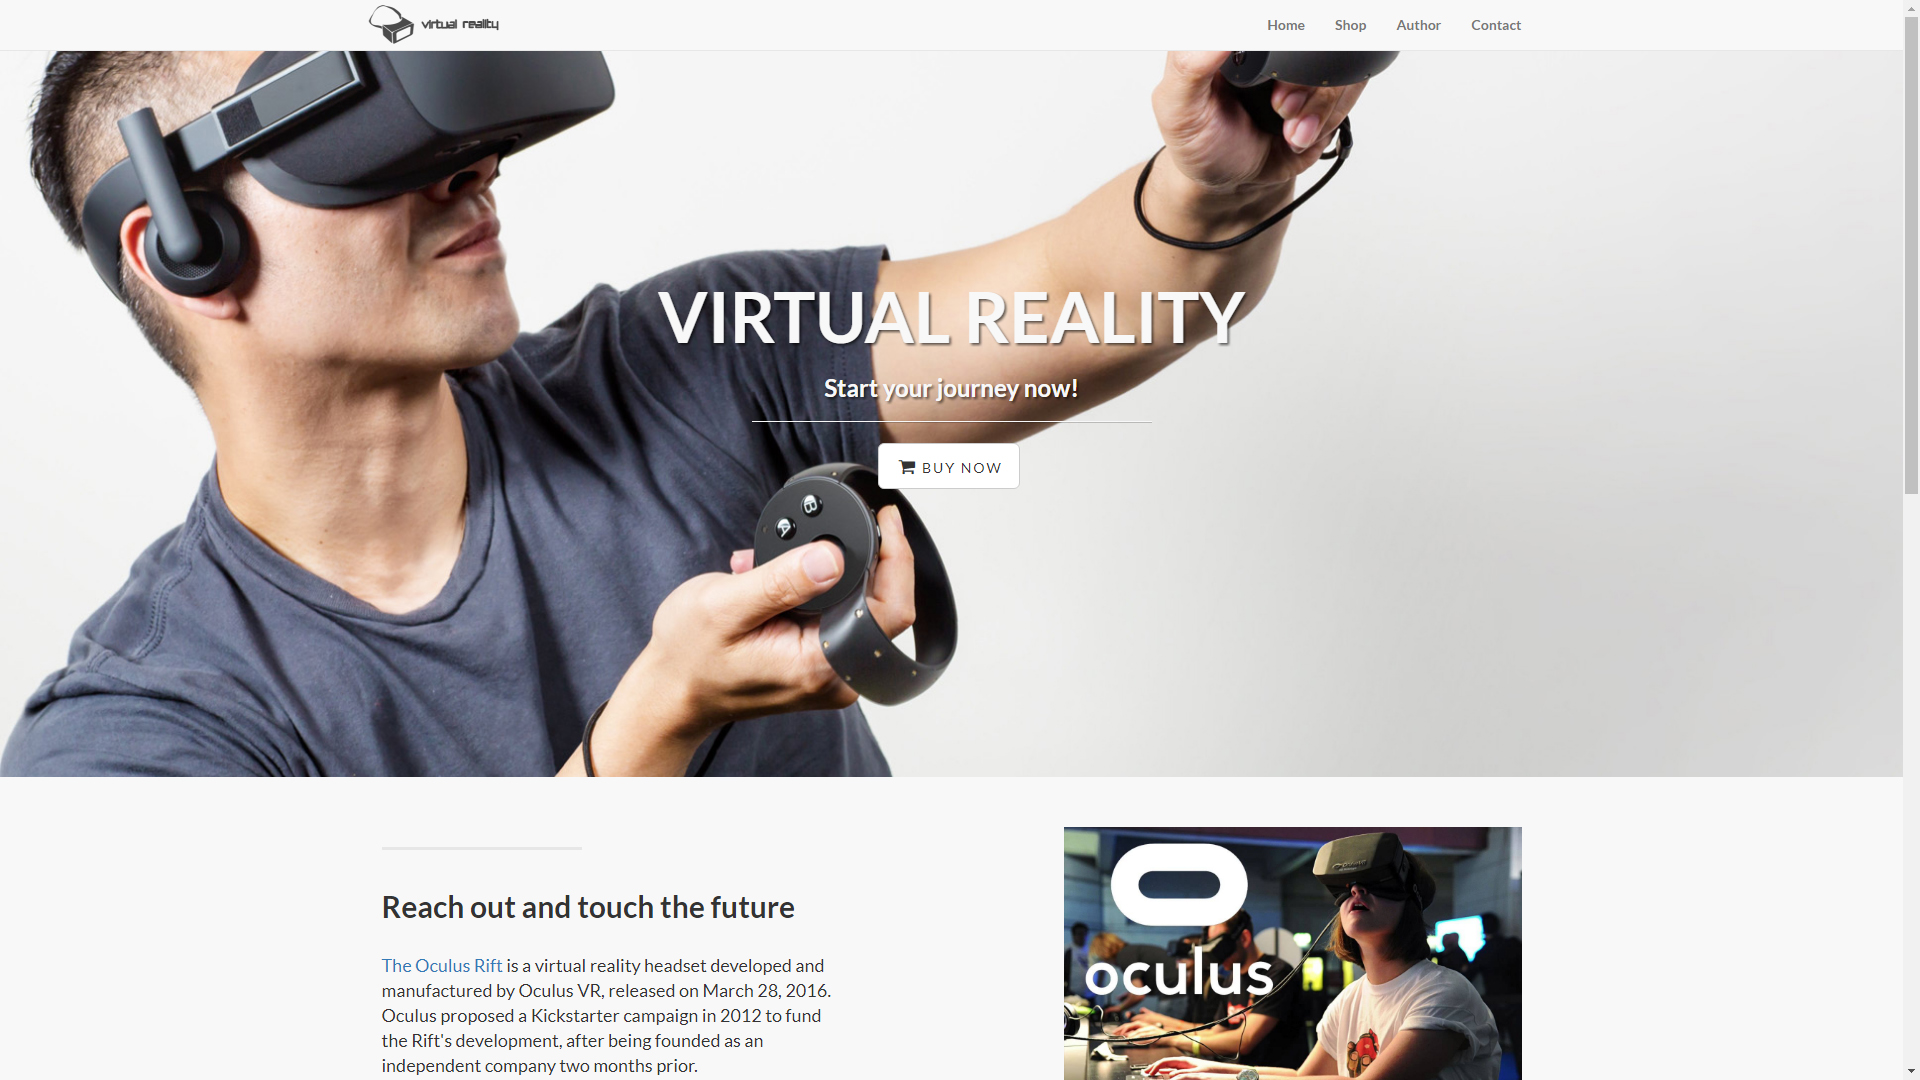 virtual reality
Home Shop Author Contact
VIRTUAL REALITY
Start your journey now!
BUY NOW
B
A
Reach out and touch the future
The Oculus Rift is a virtual reality headset developed and
manufactured by Oculus VR, released on March 28, 2016.
Oculus proposed a Kickstarter campaign in 2012 to fund
the Rift's development, after being founded as an
independent company two months prior.
oculus